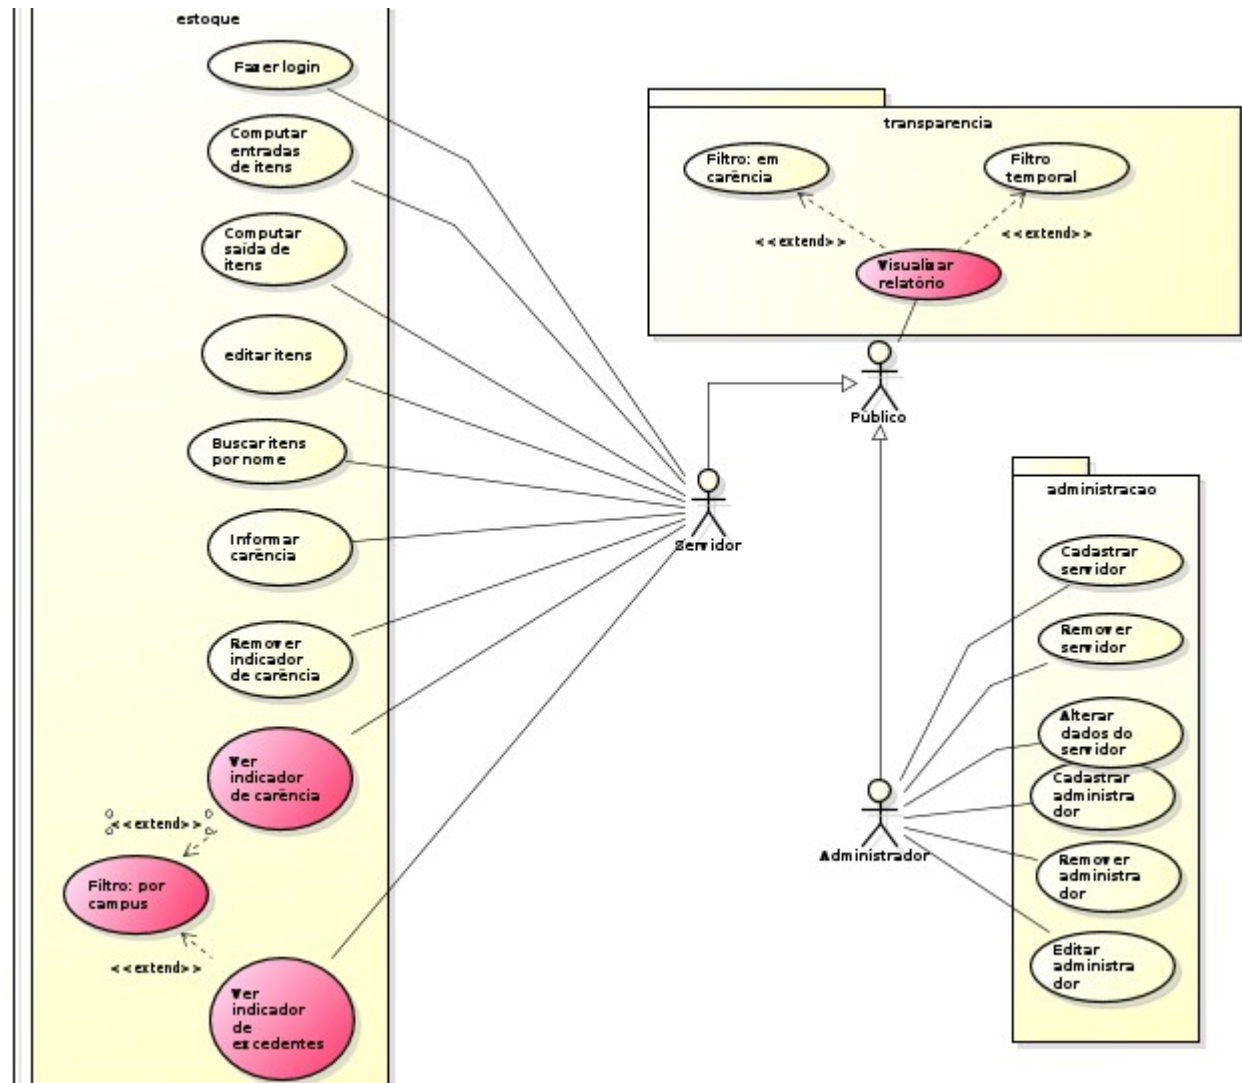 estoque
Fazer login
Computar
entradas
de itens
Computar
saída de
itens
editar itens
Buscar itens
por nome
Informar
carência
Remover
indicador
de carência
Ver
indicador
de carência
<<extend>>
Filtro: por
campus
<<extend>>
Ver
indicador
de
excedentes
Servidor
transparencia
Filtro: em
carência
Filtro
temporal
<<extend>>
<<extend>>
Visualizar
relatório
Público
administracao
Cadastrar
servidor
Remover
servidor
Alterar
dados do
servidor
Cadastrar
administra
dor
Remover
administra
dor
Editar
administra
dor
Administrador